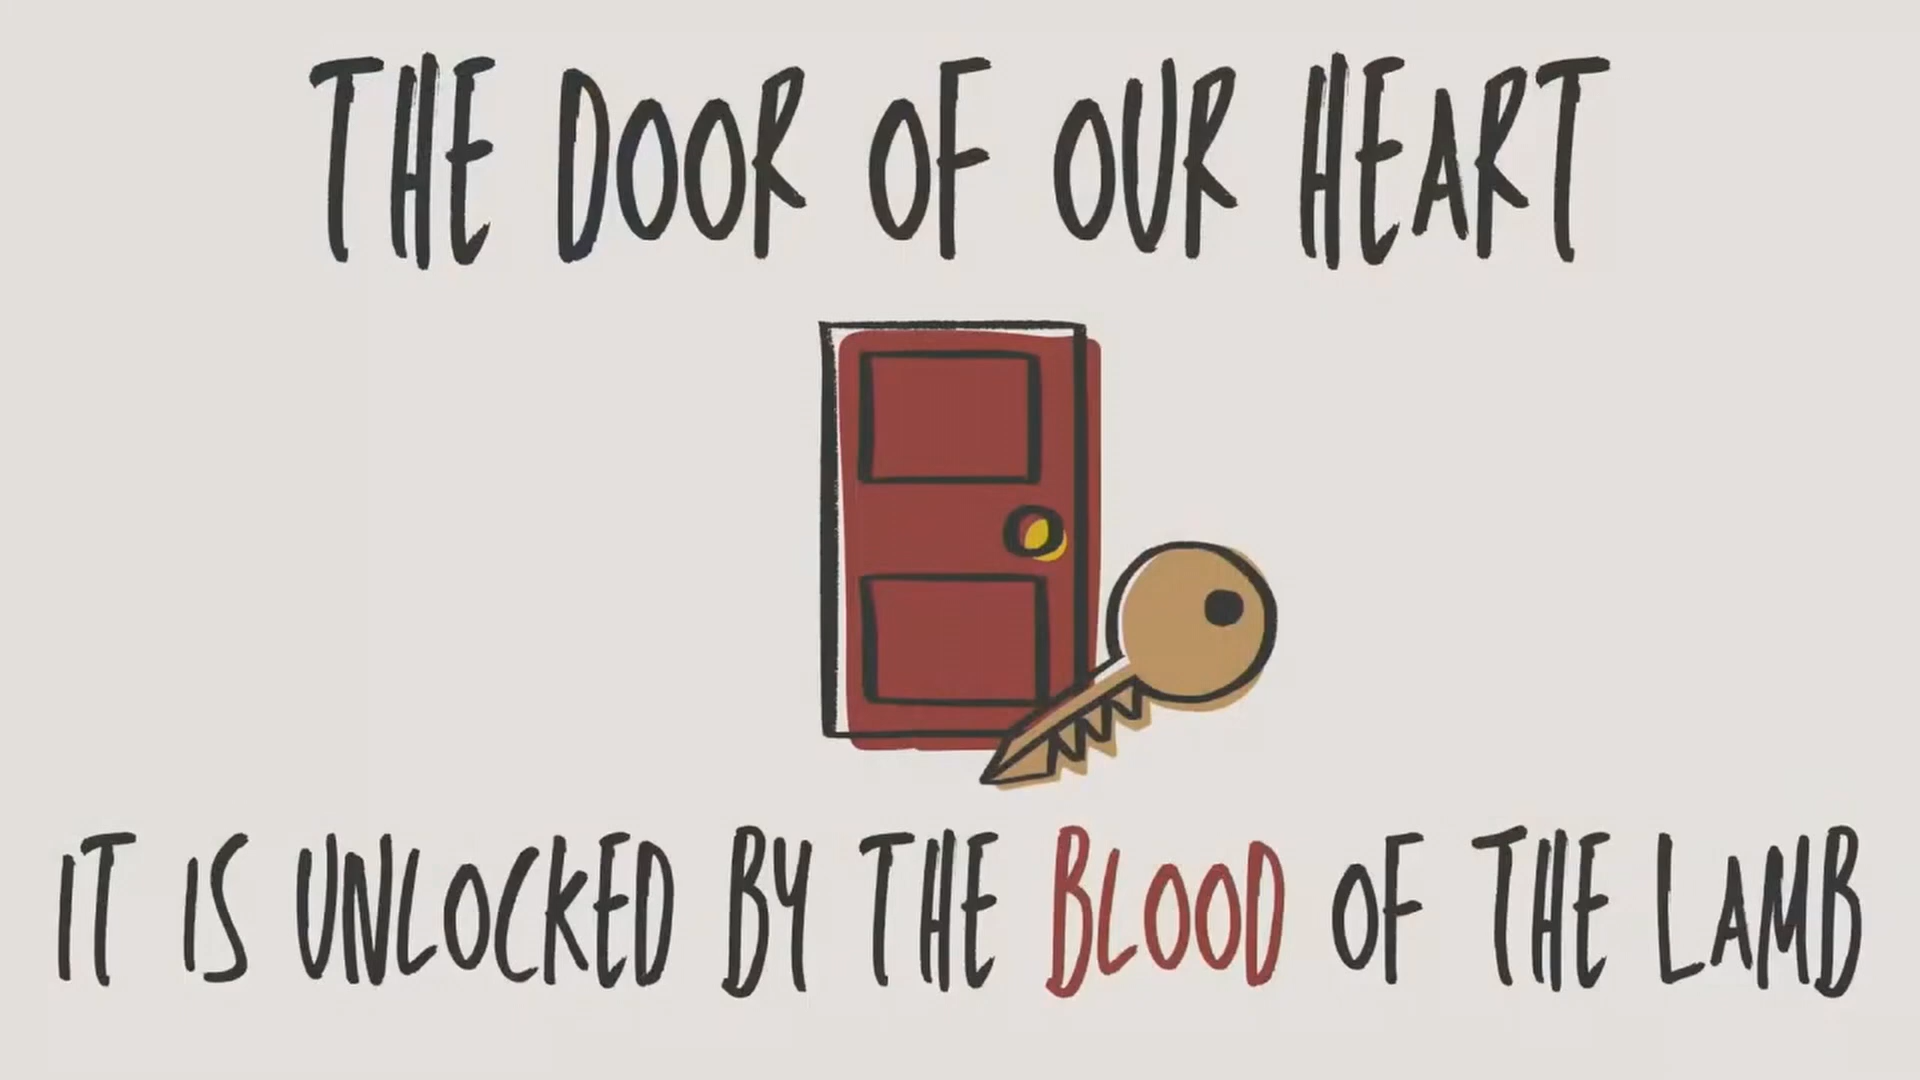 THE DOOR OF OUR HEART
IT IS UNLOCKED BY THE BLOOD OF THE LAMB